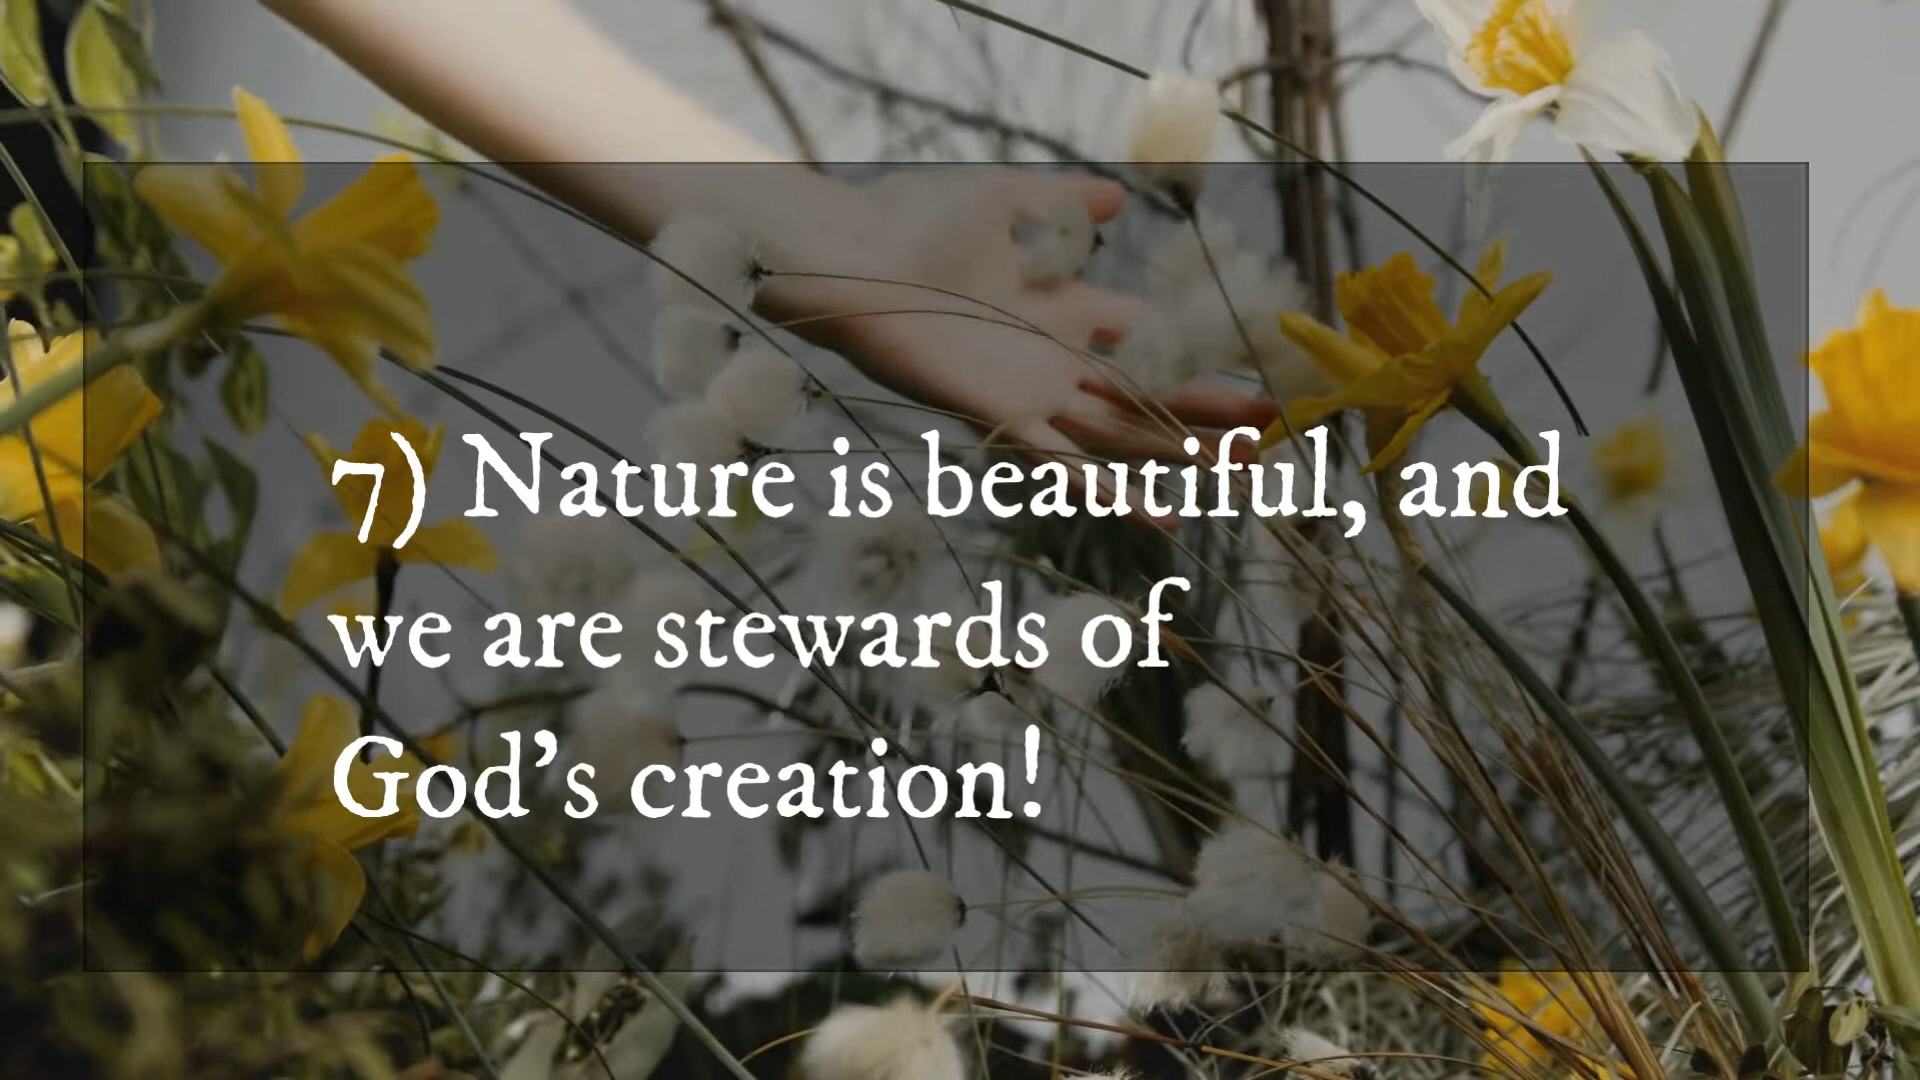 7) Nature is beautiful, and
we are stewards of
God’s creation!